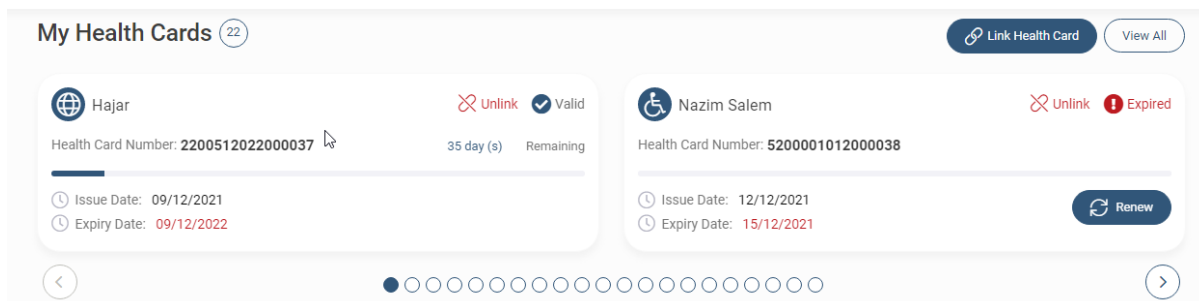 My Health Cards 22
Link Health Card
View All
Hajar
Unlink
Valid
Health Card Number: 2200512022000037
35 day (s) Remaining
Issue Date: 09/12/2021
Expiry Date: 09/12/2022
Nazim Salem
Unlink
Expired
Health Card Number: 5200001012000038
Issue Date: 12/12/2021
Expiry Date: 15/12/2021
Renew